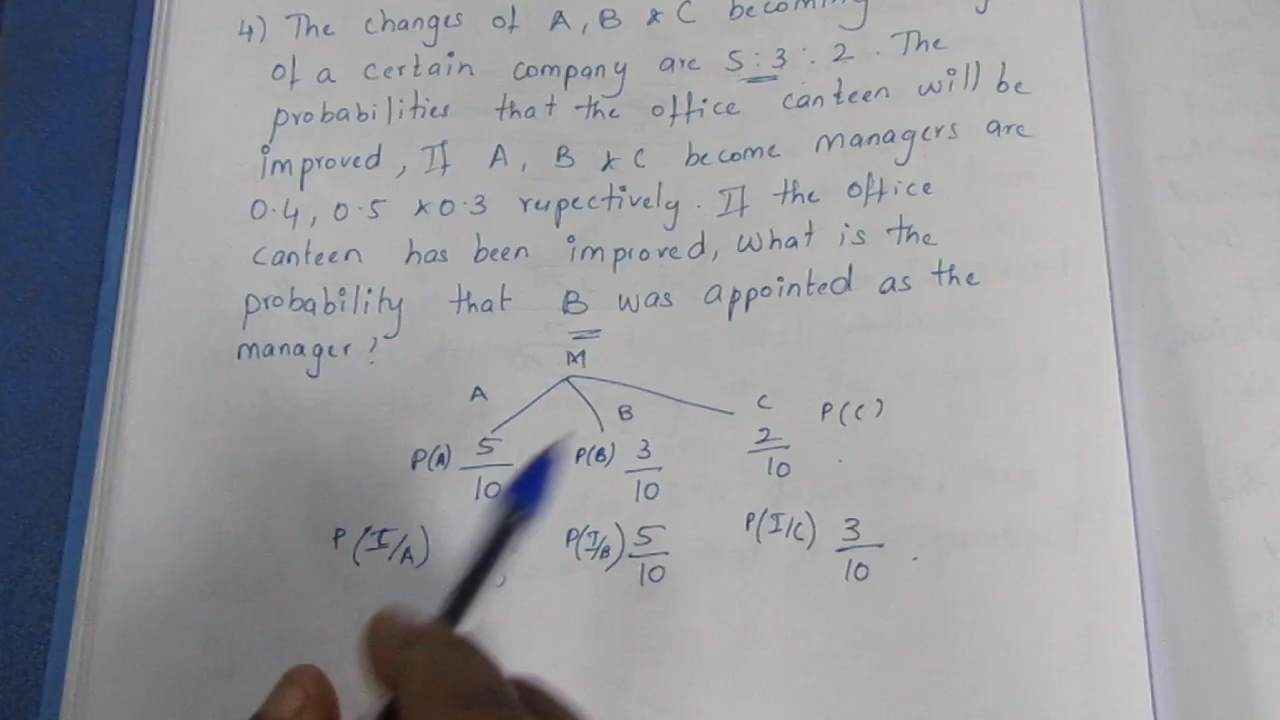 4) The changes of A, B & C becoming
of a certain company are 5:3:2. The
probabilities that the office canteen will be
improved, If A, B & C become managers are
0.4, 0.5 & 0.3 rupectively. If the office
canteen has been improved, What is the
probability that B was appointed as the
manager?
M
A B C P(C)
P(A) 5/10 P(B) 3/10 2/10
P(I/A) P(I/B) 5/10 P(I/C) 3/10